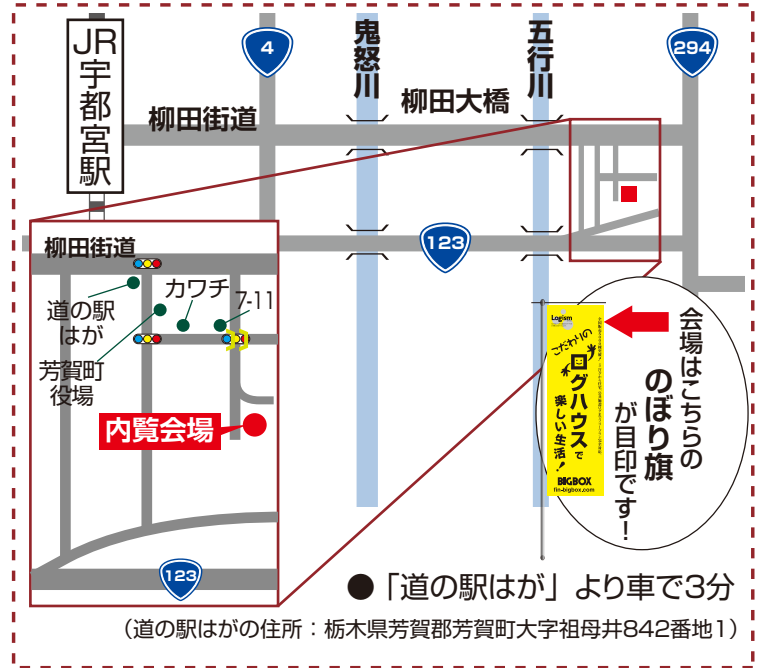 JR宇都宮駅
4
鬼怒川
五行川
294
柳田街道
柳田大橋
123
柳田街道
道の駅
はが
カワチ
7-11
芳賀町
役場
内覧会場
123
会場はこちらの
のぼり旗
が目印です！
Logism
こだわりの
ログハウスで
楽しい生活！
BIGBOX
fin-bigbox.com
●「道の駅はが」より車で3分
（道の駅はがの住所：栃木県芳賀郡芳賀町大字祖母井842番地1）